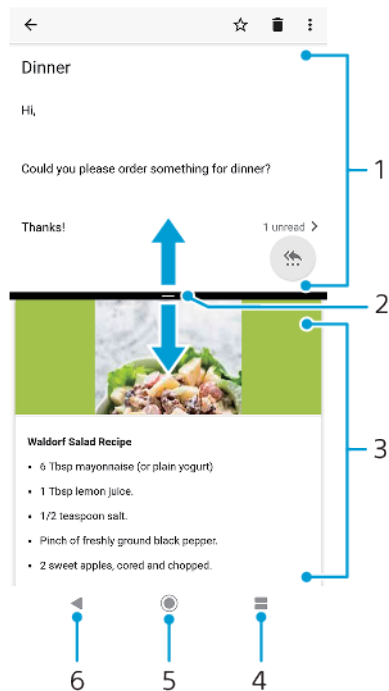 Dinner
Hi,
Could you please order something for dinner?
Thanks!
1 unread
1
2
Waldorf Salad Recipe
• 6 Tbsp mayonnaise (or plain yogurt)
• 1 Tbsp lemon juice.
• 1/2 teaspoon salt.
• Pinch of freshly ground black pepper.
• 2 sweet apples, cored and chopped.
3
6 5 4